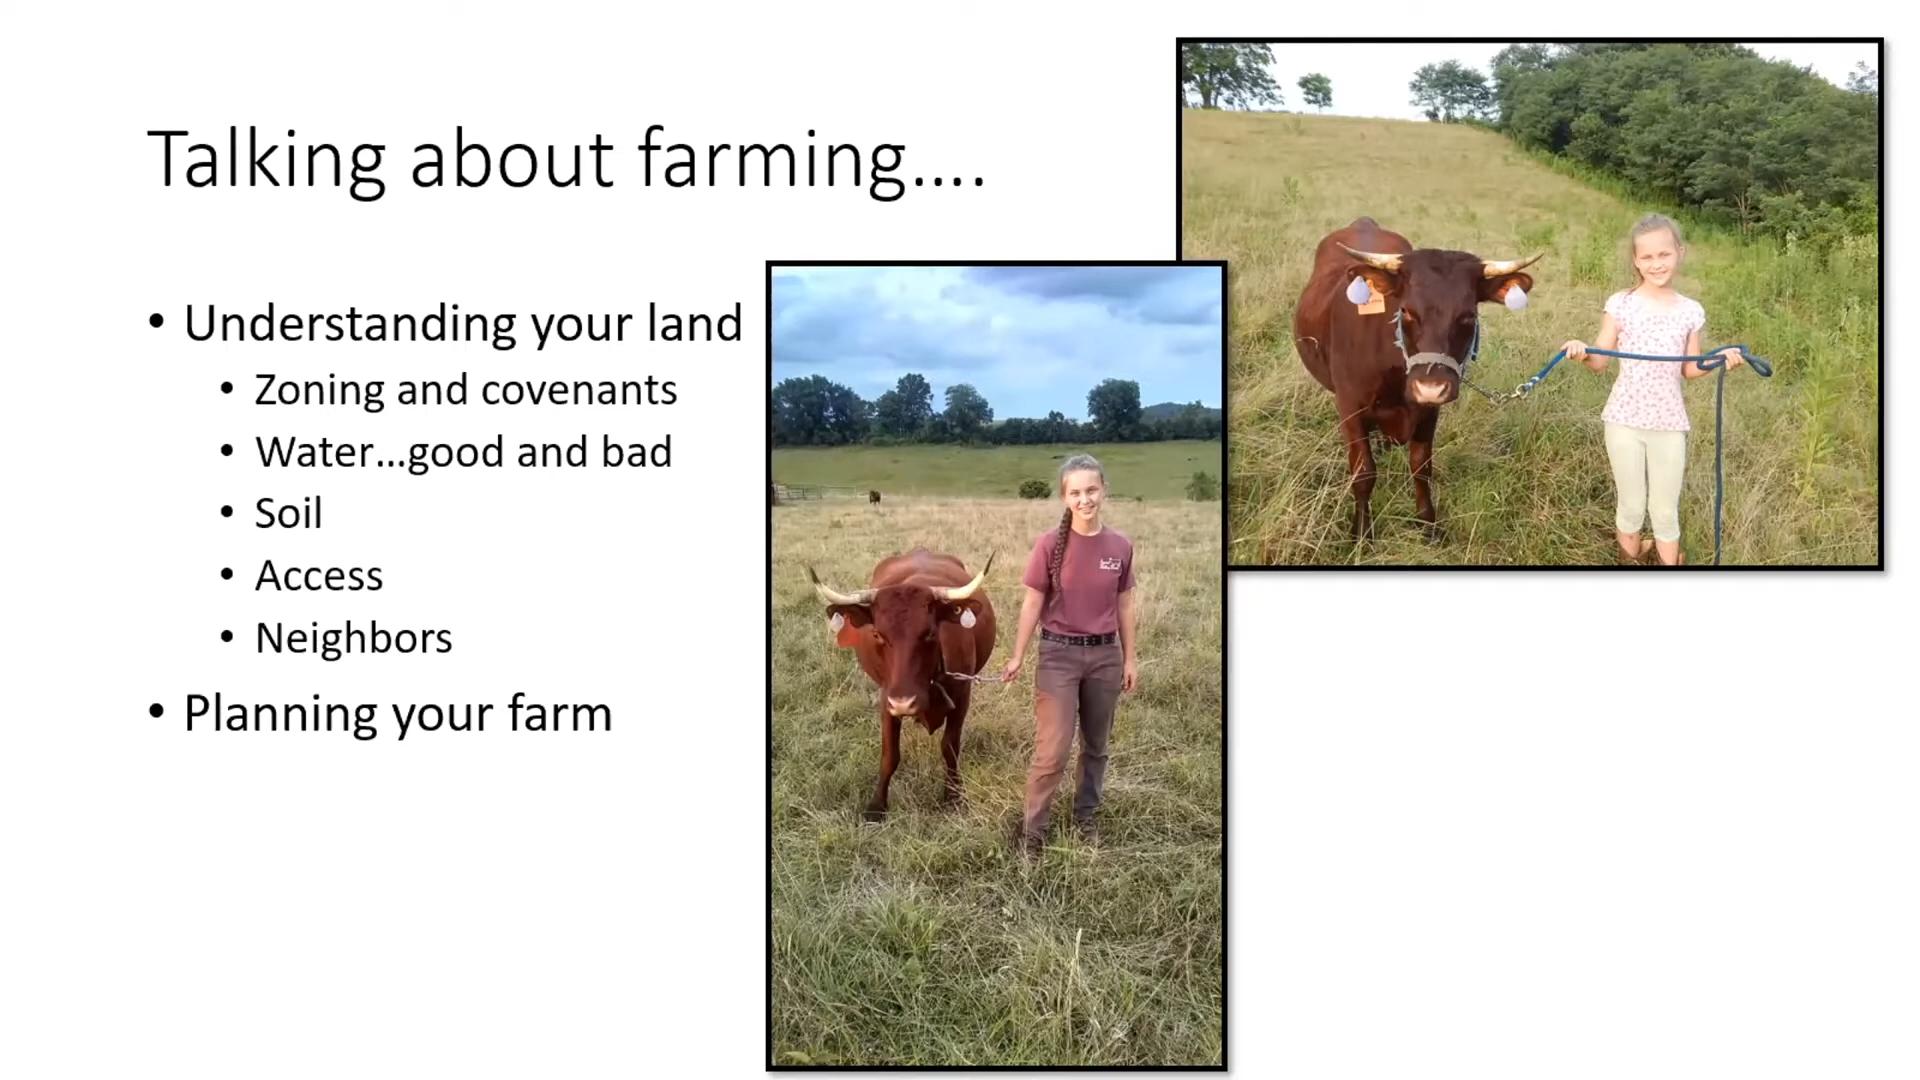 Talking about farming....
• Understanding your land
• Zoning and covenants
• Water...good and bad
• Soil
• Access
• Neighbors
• Planning your farm